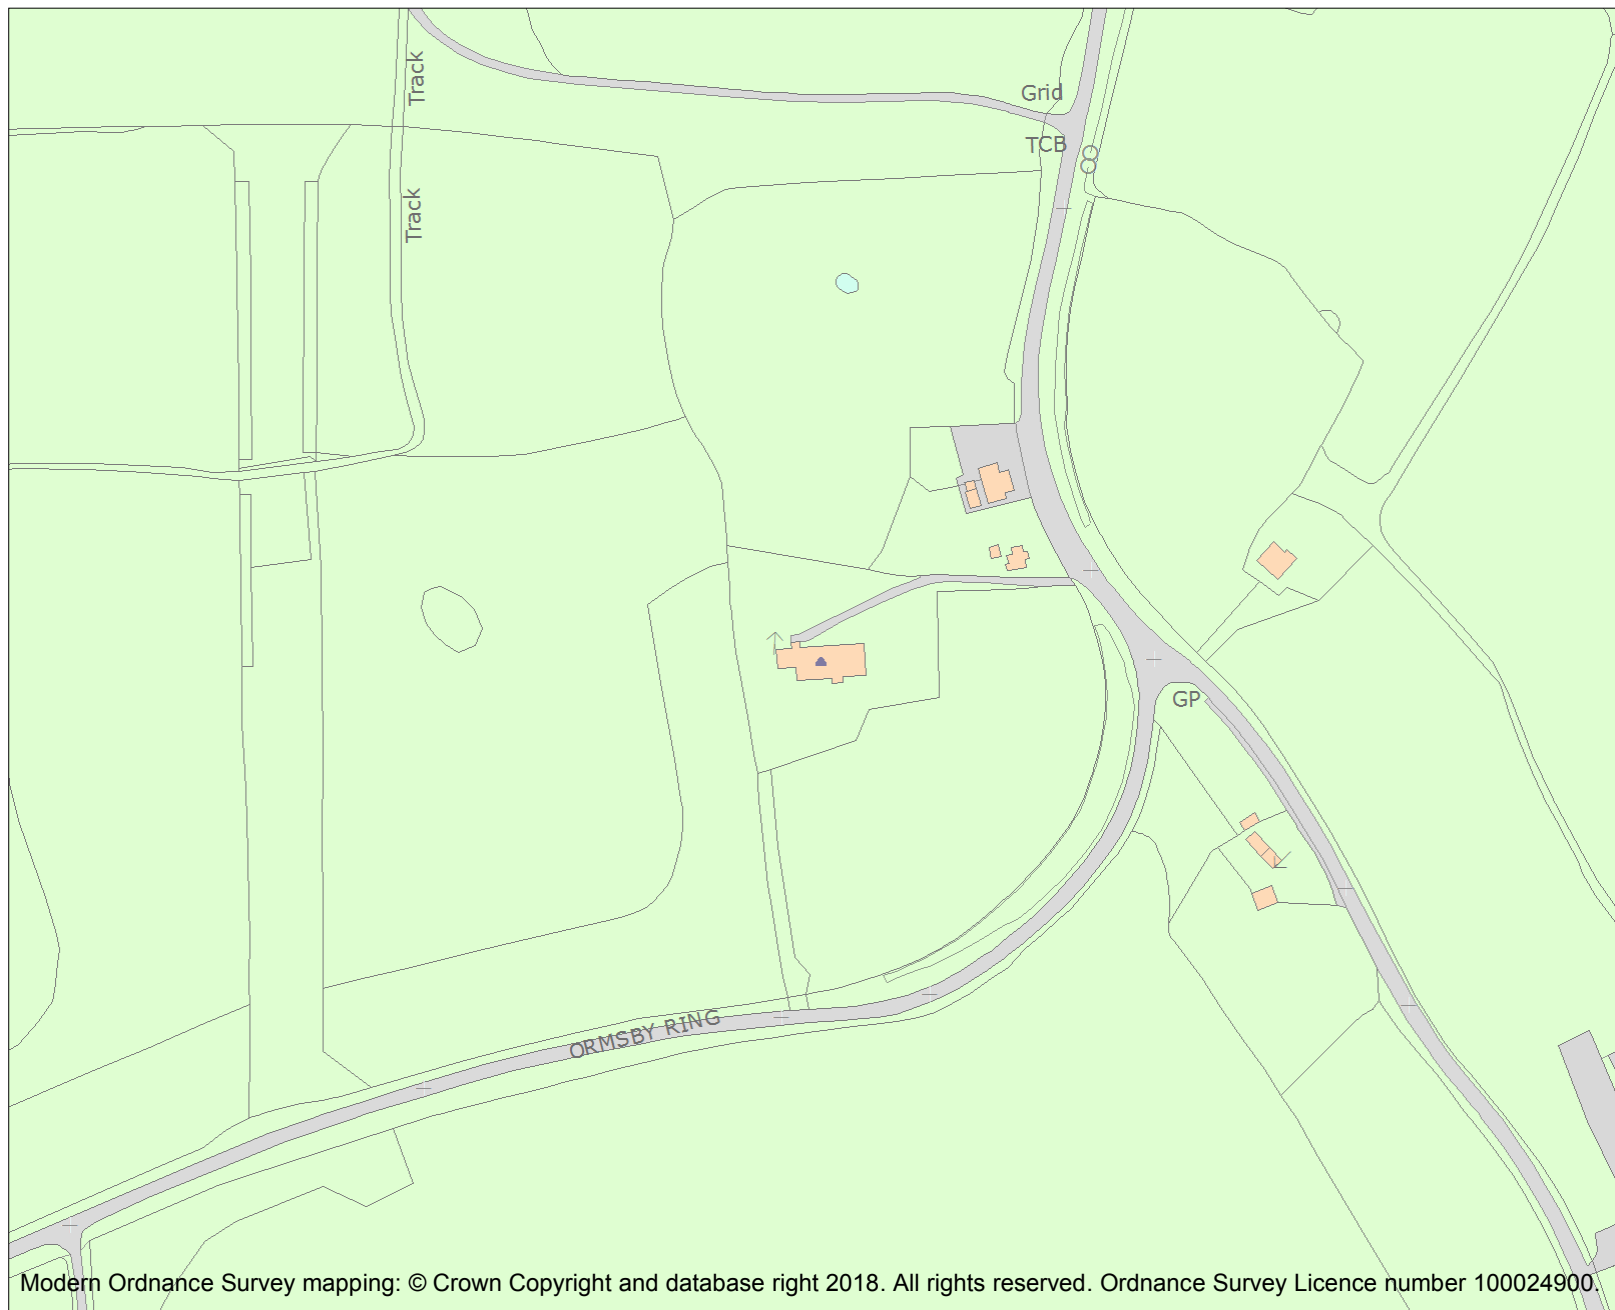 Track
Grid
TCB
Track
GP
ORMSBY RING
Modern Ordnance Survey mapping: © Crown Copyright and database right 2018. All rights reserved. Ordnance Survey Licence number 100024900.